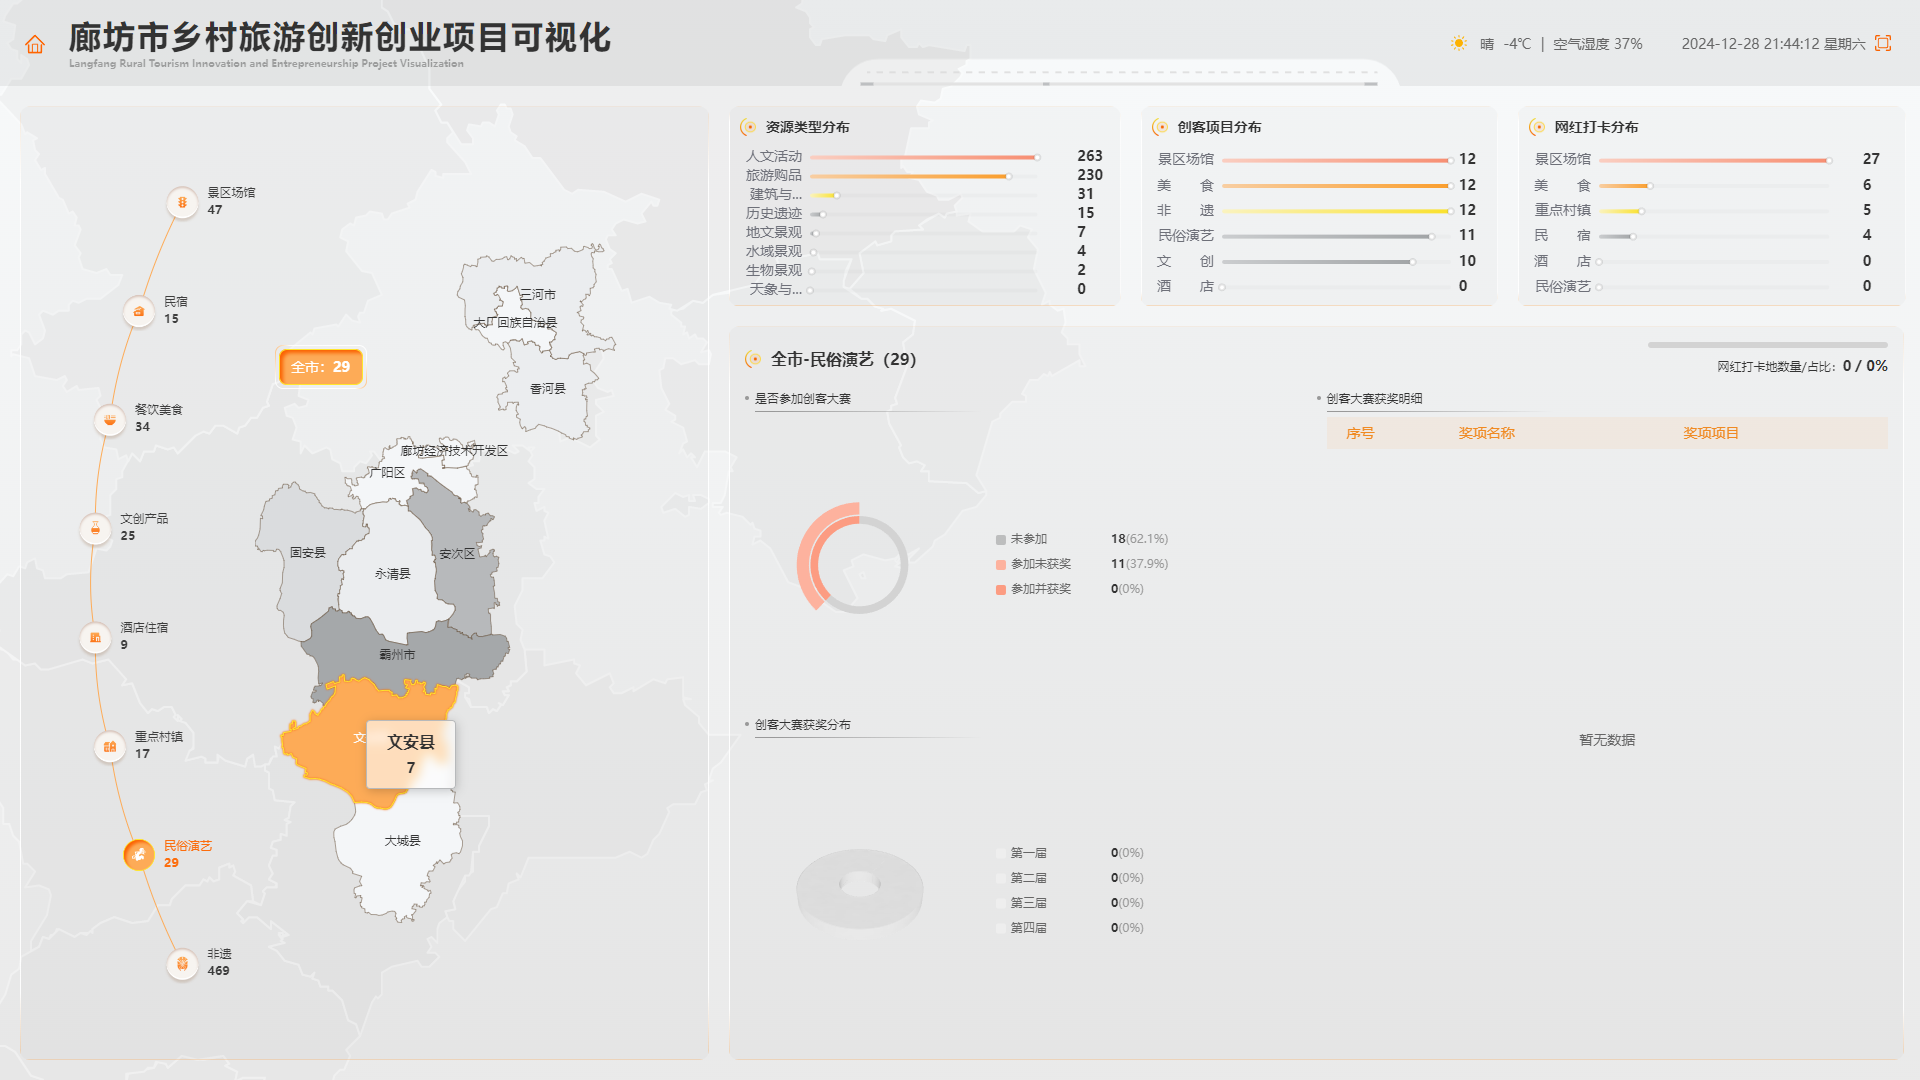 廊坊市乡村旅游创新创业项目可视化
Langfang Rural Tourism Innovation and Entrepreneurship Project Visualization
晴 -4℃ | 空气湿度 37%
2024-12-28 21:44:12 星期六
景区场馆
47
民宿
15
餐饮美食
34
文创产品
25
酒店住宿
9
重点村镇
17
民俗演艺
29
非遗
469
全市：29
三河市
大厂回族自治县
香河县
廊坊经济技术开发区
广阳区
固安县
永清县
安次区
霸州市
文
文安县
7
大城县
资源类型分布
人文活动 263
旅游购品 230
建筑与... 31
历史遗迹 15
地文景观 7
水域景观 4
生物景观 2
天象与... 0
创客项目分布
景区场馆 12
美 食 12
非 遗 12
民俗演艺 11
文 创 10
酒 店 0
网红打卡分布
景区场馆 27
美 食 6
重点村镇 5
民 宿 4
酒 店 0
民俗演艺 0
全市-民俗演艺（29）
网红打卡地数量/占比：0 / 0%
是否参加创客大赛
未参加 18(62.1%)
参加未获奖 11(37.9%)
参加并获奖 0(0%)
创客大赛获奖分布
第一届 0(0%)
第二届 0(0%)
第三届 0(0%)
第四届 0(0%)
创客大赛获奖明细
序号 奖项名称 奖项项目
暂无数据